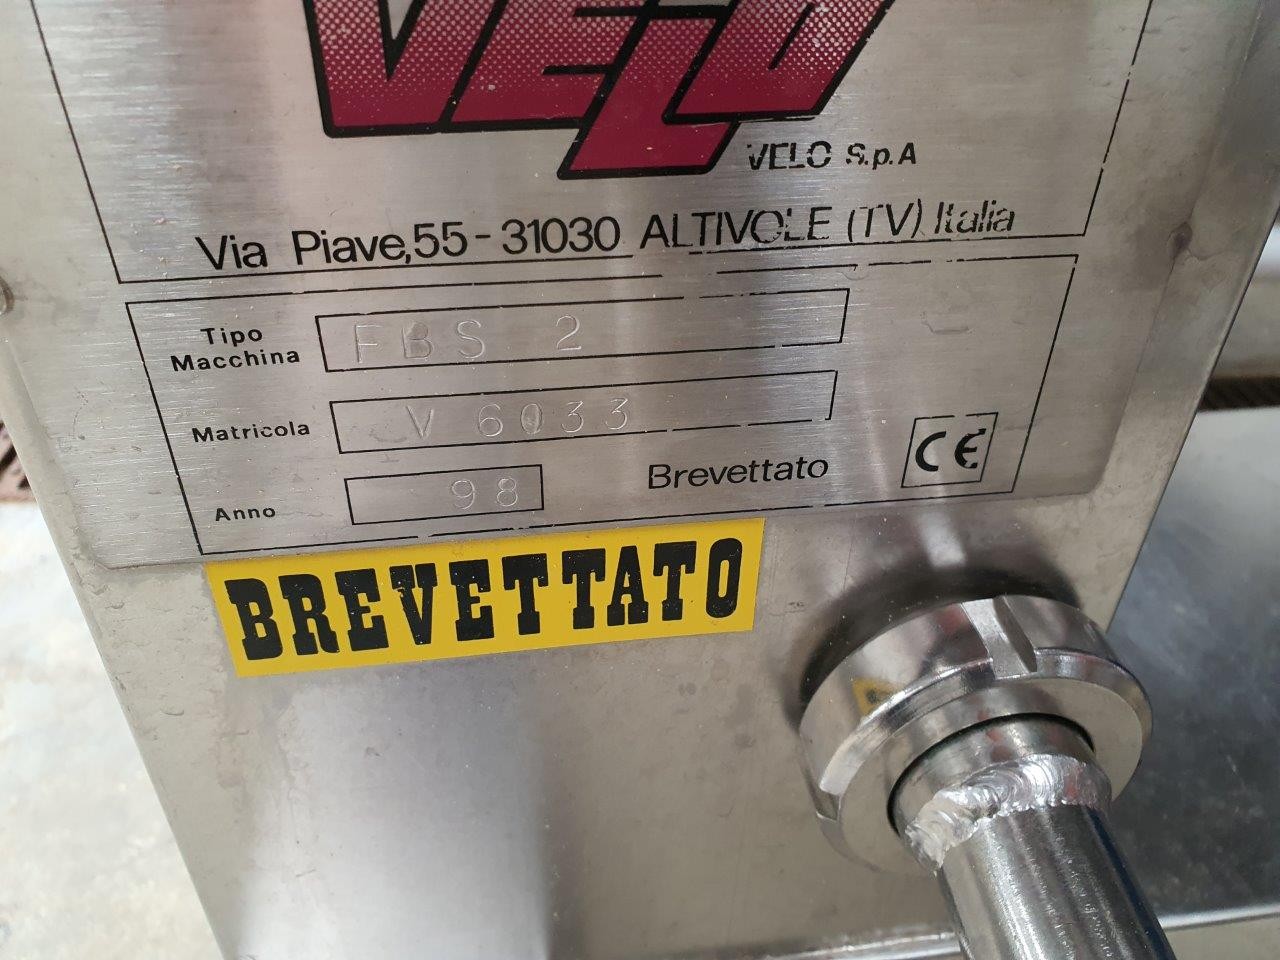 VELO
VELO S.p.A
Via Piave,55-31030 ALTIVOLE (TV) Italia
Tipo
Macchina
FBS 2
Matricola
V 6033
Anno
98
Brevettato
CE
BREVETTATO